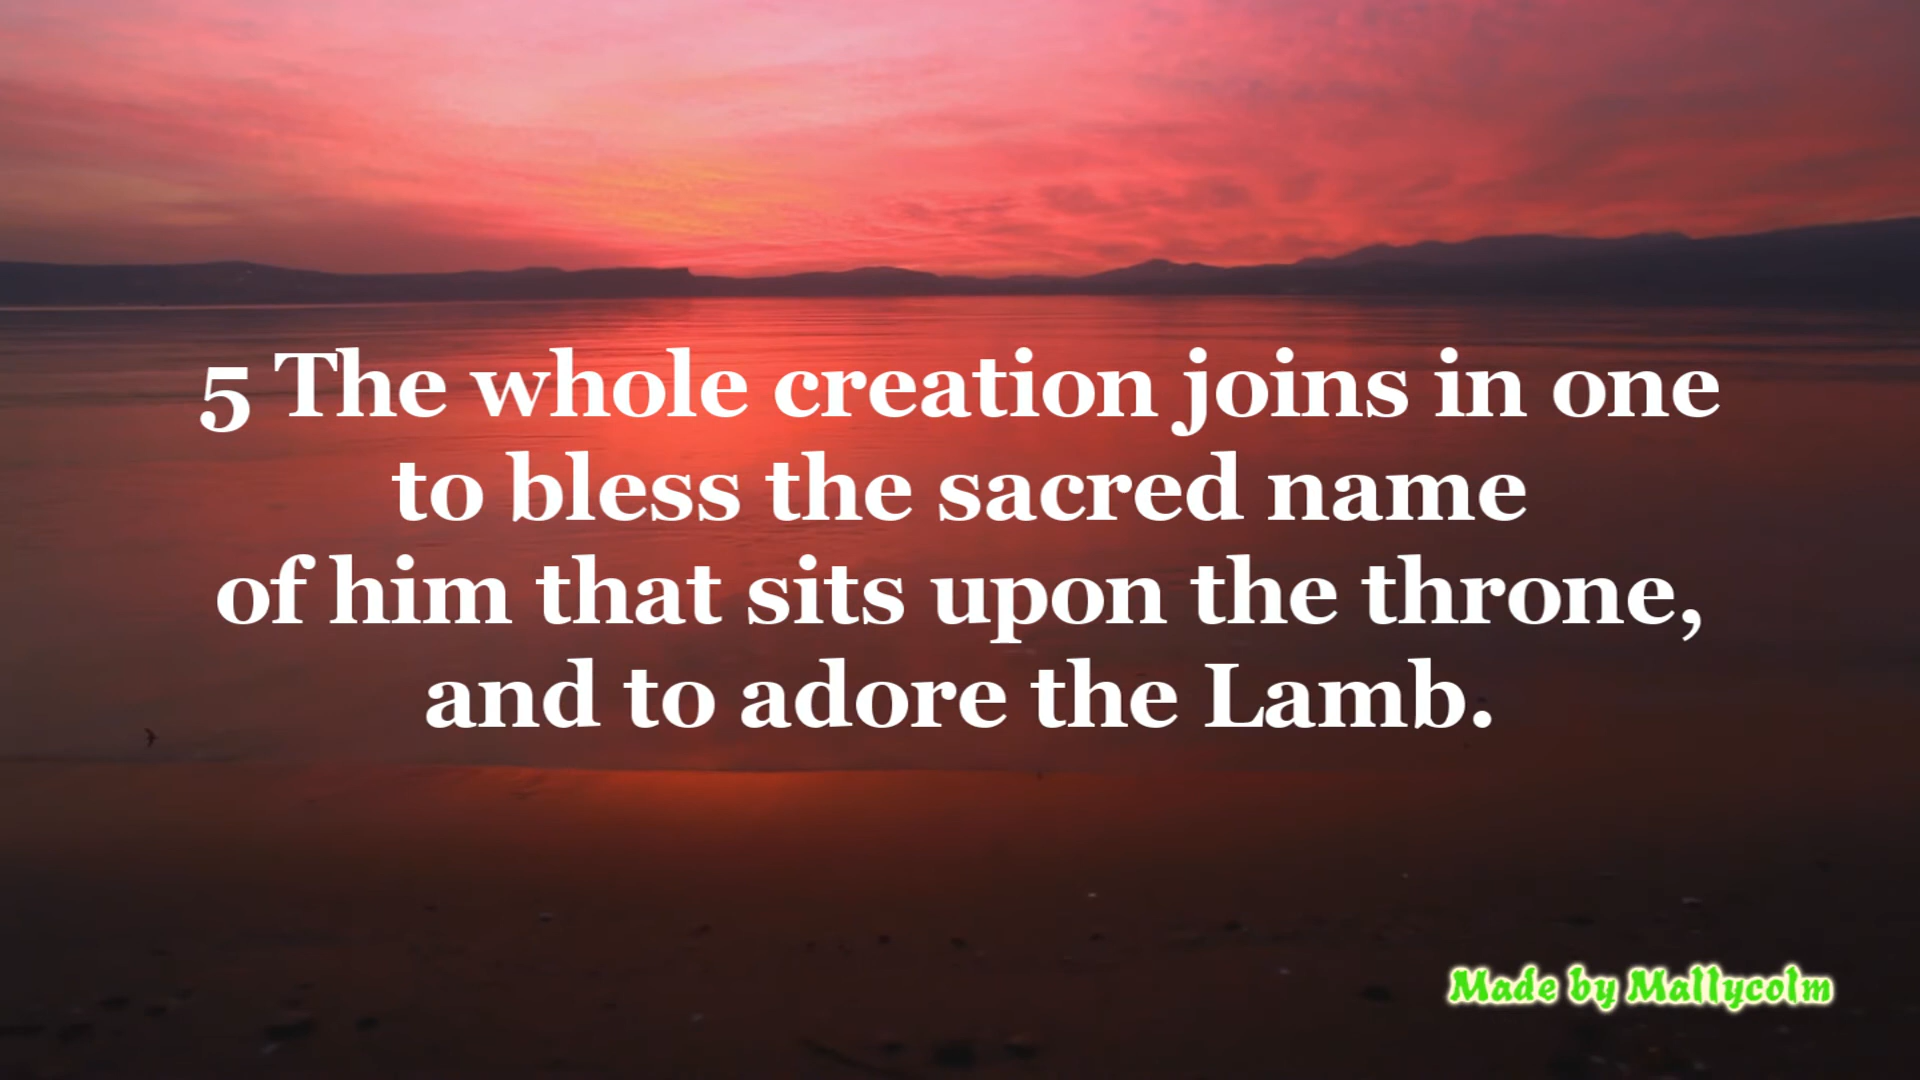 5 The whole creation joins in one
to bless the sacred name
of him that sits upon the throne,
and to adore the Lamb.
Made by Mallycolm